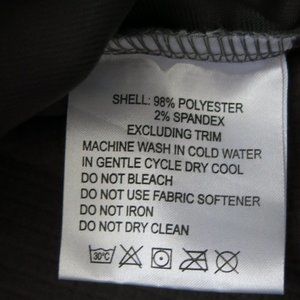 SHELL: 98% POLYESTER
2% SPANDEX
EXCLUDING TRIM
MACHINE WASH IN COLD WATER
IN GENTLE CYCLE DRY COOL
DO NOT BLEACH
DO NOT USE FABRIC SOFTENER
DO NOT IRON
DO NOT DRY CLEAN
30°C